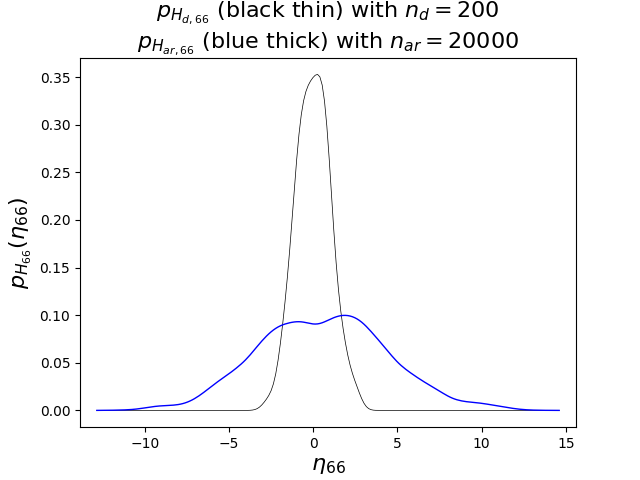 p_{H_{d,66}} (black thin) with n_d = 200
p_{H_{ar,66}} (blue thick) with n_{ar} = 20000
p_{H_{66}}(η_{66})
0.35
0.30
0.25
0.20
0.15
0.10
0.05
0.00
−10 −5 0 5 10 15
η_{66}